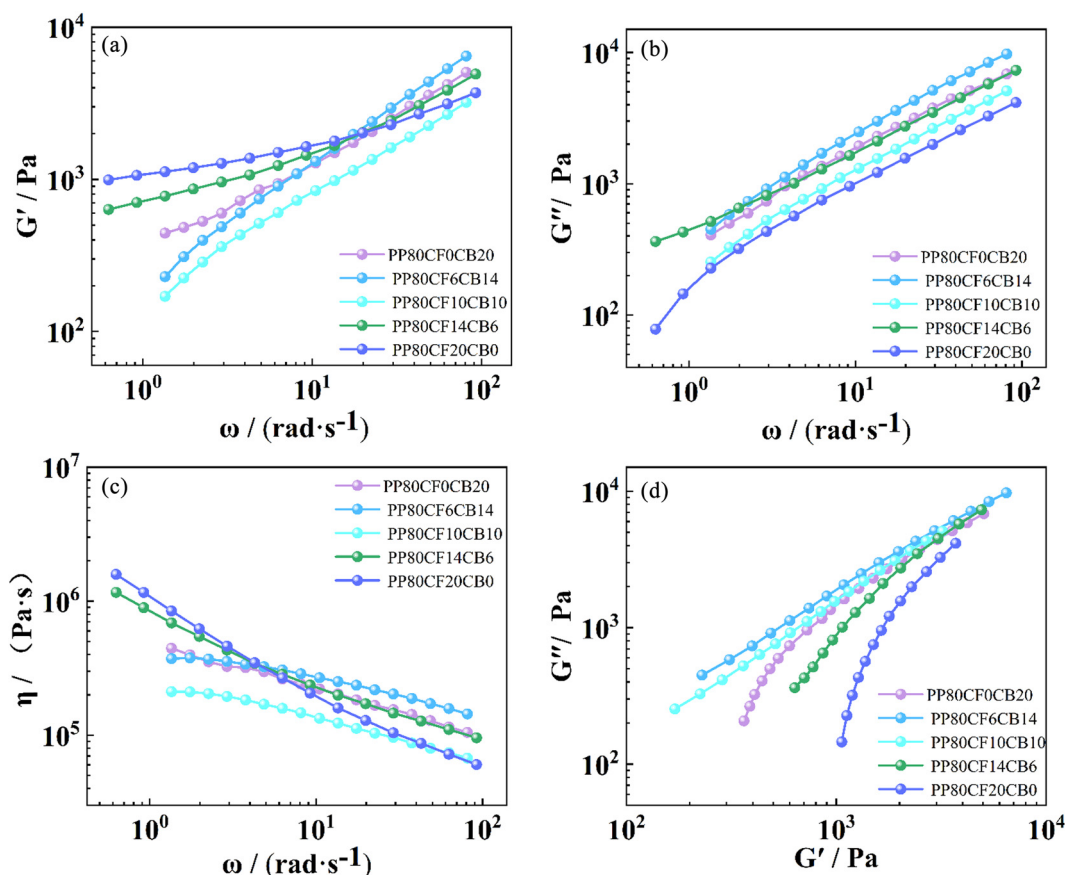 (a)
10⁴
10³
10²
G′ / Pa
PP80CF0CB20
PP80CF6CB14
PP80CF10CB10
PP80CF14CB6
PP80CF20CB0
10⁰
10¹
10²
ω / (rad·s⁻¹)
(b)
10⁴
10³
10²
G″ / Pa
PP80CF0CB20
PP80CF6CB14
PP80CF10CB10
PP80CF14CB6
PP80CF20CB0
10⁰
10¹
10²
ω / (rad·s⁻¹)
(c)
10⁷
10⁶
10⁵
η / （Pa·s）
PP80CF0CB20
PP80CF6CB14
PP80CF10CB10
PP80CF14CB6
PP80CF20CB0
10⁰
10¹
10²
ω / (rad·s⁻¹)
(d)
10⁴
10³
10²
G″/ Pa
PP80CF0CB20
PP80CF6CB14
PP80CF10CB10
PP80CF14CB6
PP80CF20CB0
10²
10³
10⁴
G′ / Pa